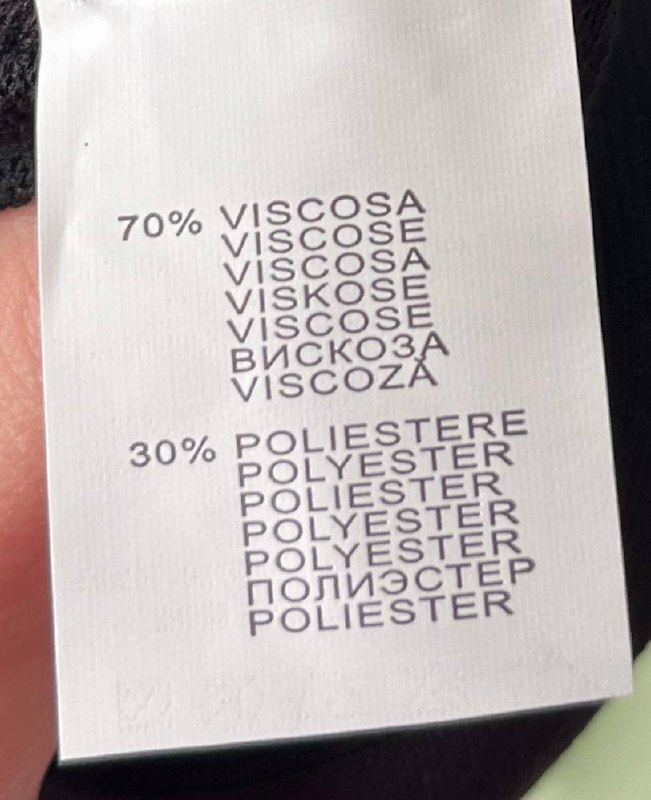 70% VISCOSA
VISCOSE
VISCOSA
VISKOSE
VISCOSE
ВИСКОЗА
VISCOZĂ
30% POLIESTERE
POLYESTER
POLIESTER
POLYESTER
POLYESTER
ПОЛИЭСТЕР
POLIESTER